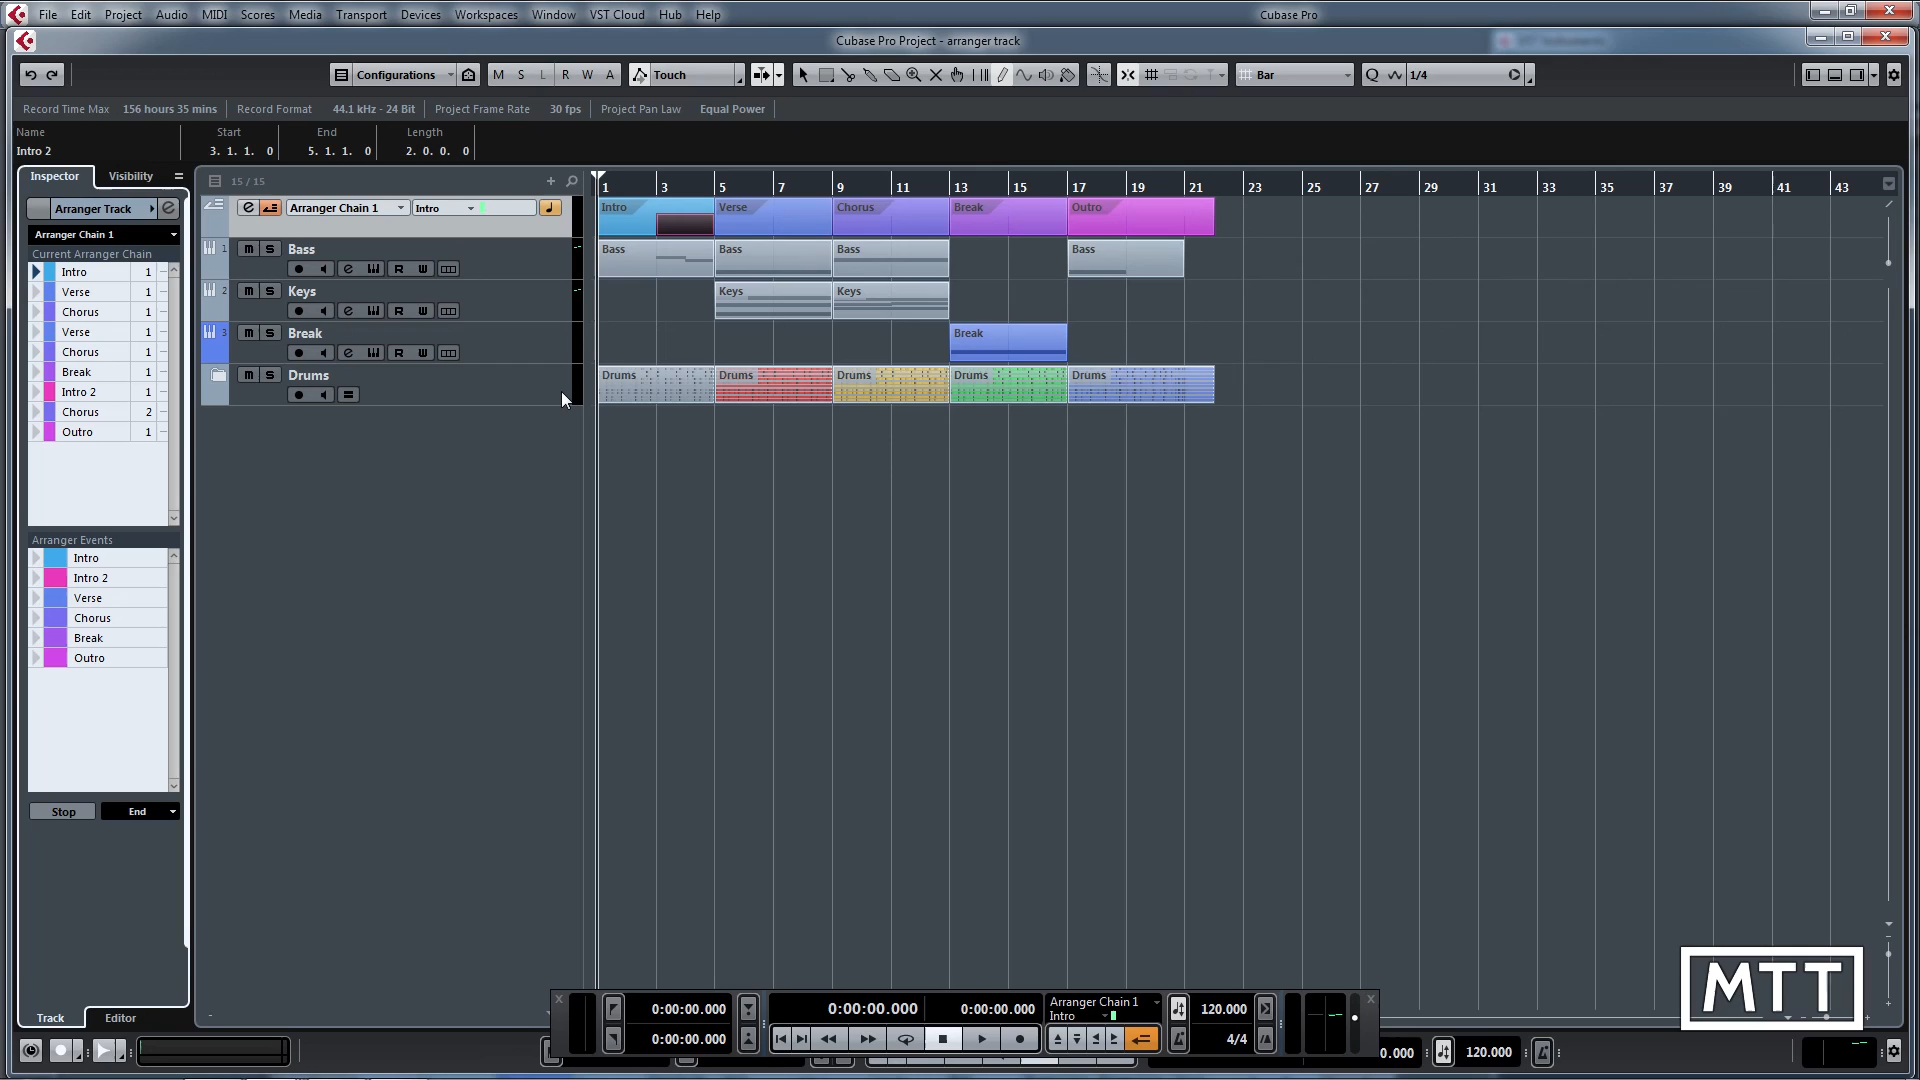 File Edit Project Audio MIDI Scores Media Transport Devices Workspaces Window VST Cloud Hub Help Cubase Pro
Cubase Pro Project - arranger track
Configurations M S L R W A Touch Bar Q 1/4
Record Time Max 156 hours 35 mins Record Format 44.1 kHz - 24 Bit Project Frame Rate 30 fps Project Pan Law Equal Power
Name Start End Length
Intro 2 3. 1. 1. 0 5. 1. 1. 0 2. 0. 0. 0
Inspector Visibility 15 / 15 1 3 5 7 9 11 13 15 17 19 21 23 25 27 29 31 33 35 37 39 41 43
Arranger Track e e Arranger Chain 1 Intro Intro Verse Chorus Break Outro
Arranger Chain 1
Current Arranger Chain
Intro 1
Verse 1
Chorus 1
Verse 1
Chorus 1
Break 1
Intro 2 1
Chorus 2
Outro 1
1 m S Bass Bass Bass Bass Bass
e R W
2 m S Keys Keys Keys
e R W
3 m S Break Break
e R W
m S Drums Drums Drums Drums Drums Drums
Arranger Events
Intro
Intro 2
Verse
Chorus
Break
Outro
Stop End
Track Editor
X 0:00:00.000 0:00:00.000 0:00:00.000 Arranger Chain 1 120.000 X
Intro
0:00:00.000 4/4
0.000 120.000
MTT